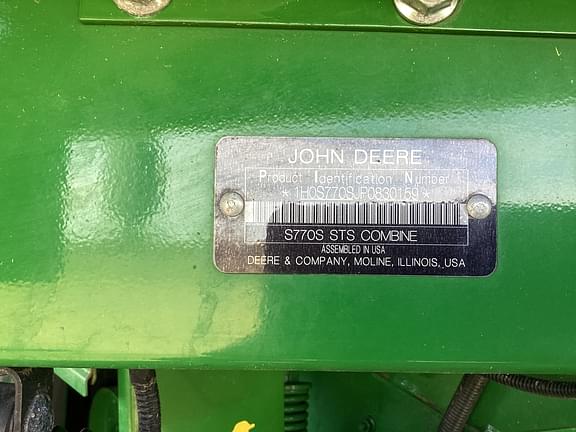 JOHN DEERE
Product Identification Number
*1H0S770SJP0830159*
S770S STS COMBINE
ASSEMBLED IN USA
DEERE & COMPANY, MOLINE, ILLINOIS, USA